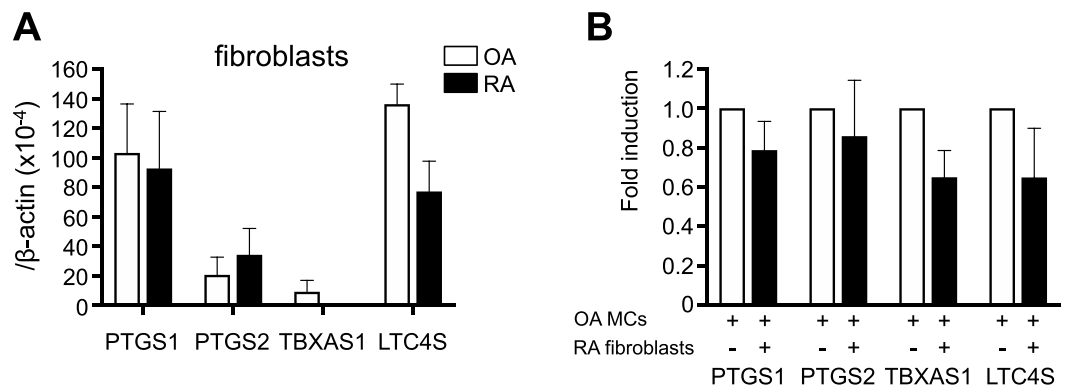 A
fibroblasts
OA
RA
/β-actin (x10⁻⁴)
160
140
120
100
80
60
40
20
0
PTGS1 PTGS2 TBXAS1 LTC4S
B
Fold induction
1.2
1.0
0.8
0.6
0.4
0.2
0
OA MCs + + + + + + + +
RA fibroblasts - + - + - + - +
PTGS1 PTGS2 TBXAS1 LTC4S